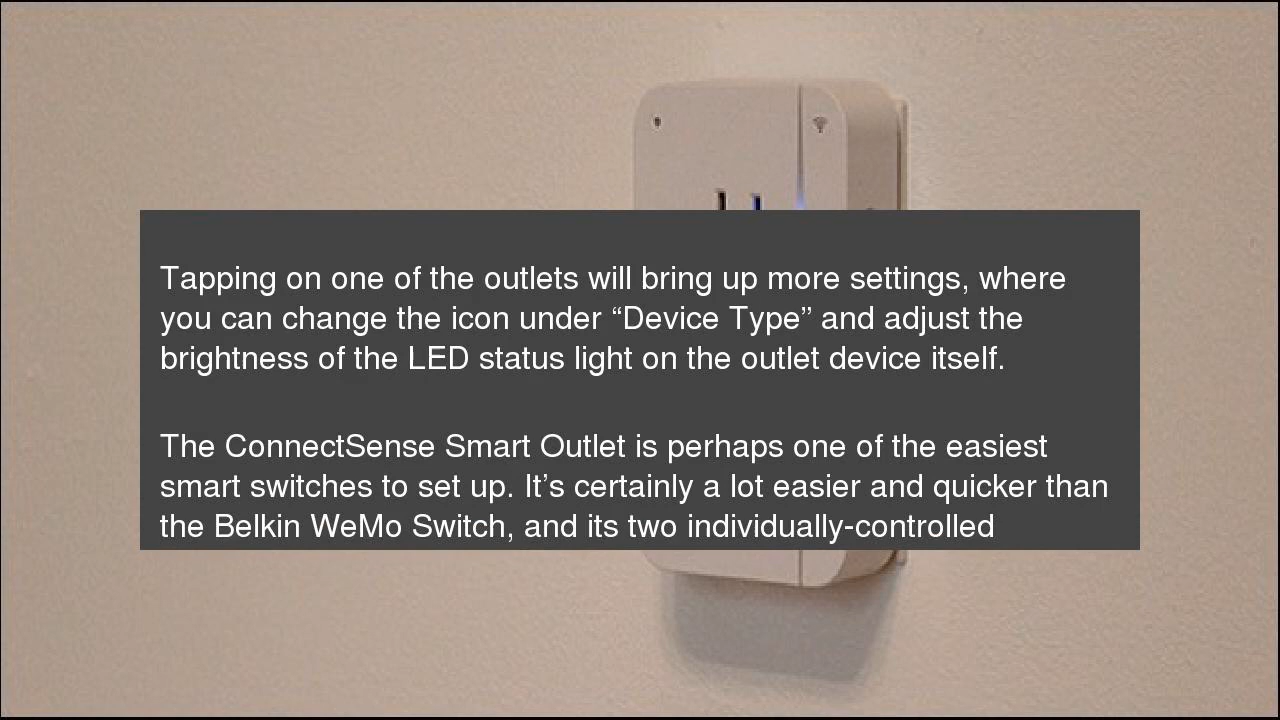 Tapping on one of the outlets will bring up more settings, where
you can change the icon under “Device Type” and adjust the
brightness of the LED status light on the outlet device itself.
The ConnectSense Smart Outlet is perhaps one of the easiest
smart switches to set up. It’s certainly a lot easier and quicker than
the Belkin WeMo Switch, and its two individually-controlled